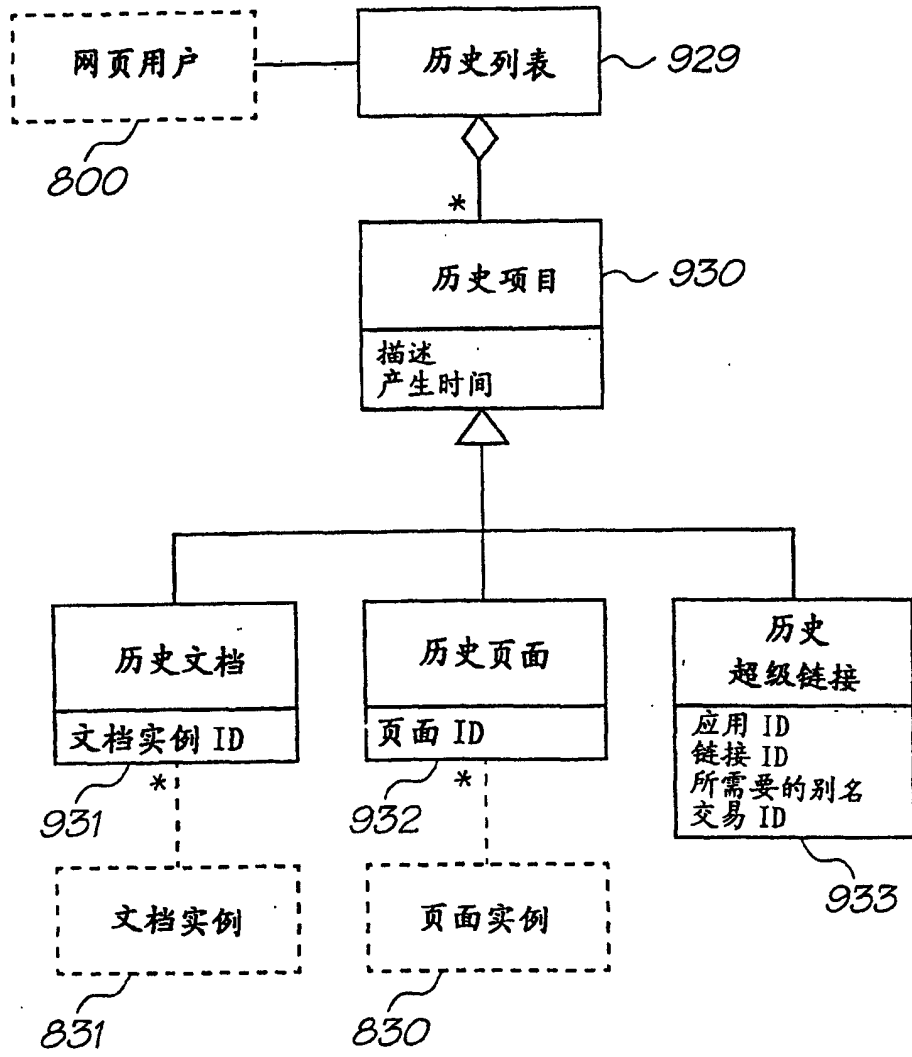 网页用户
历史列表
929
800
*
历史项目
930
描述
产生时间
历史文档
文档实例 ID
931
*
历史页面
页面 ID
932
*
历史
超级链接
应用 ID
链接 ID
所需要的别名
交易 ID
933
文档实例
831
页面实例
830